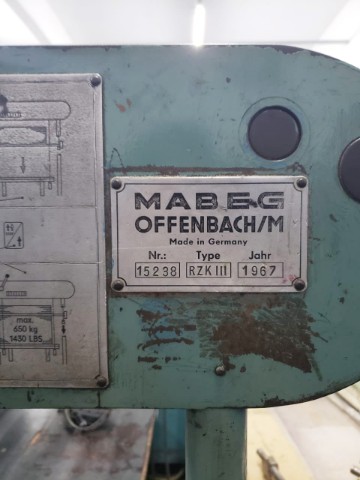 MABEG
OFFENBACH/M
Made in Germany
Nr.: Type Jahr
15238 RZK III 1967
max.
650 kg
1430 LBS.